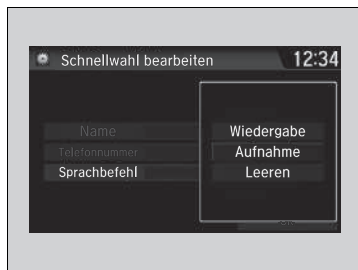 Schnellwahl bearbeiten 12:34
Name
Telefonnummer
Sprachbefehl
Wiedergabe
Aufnahme
Leeren